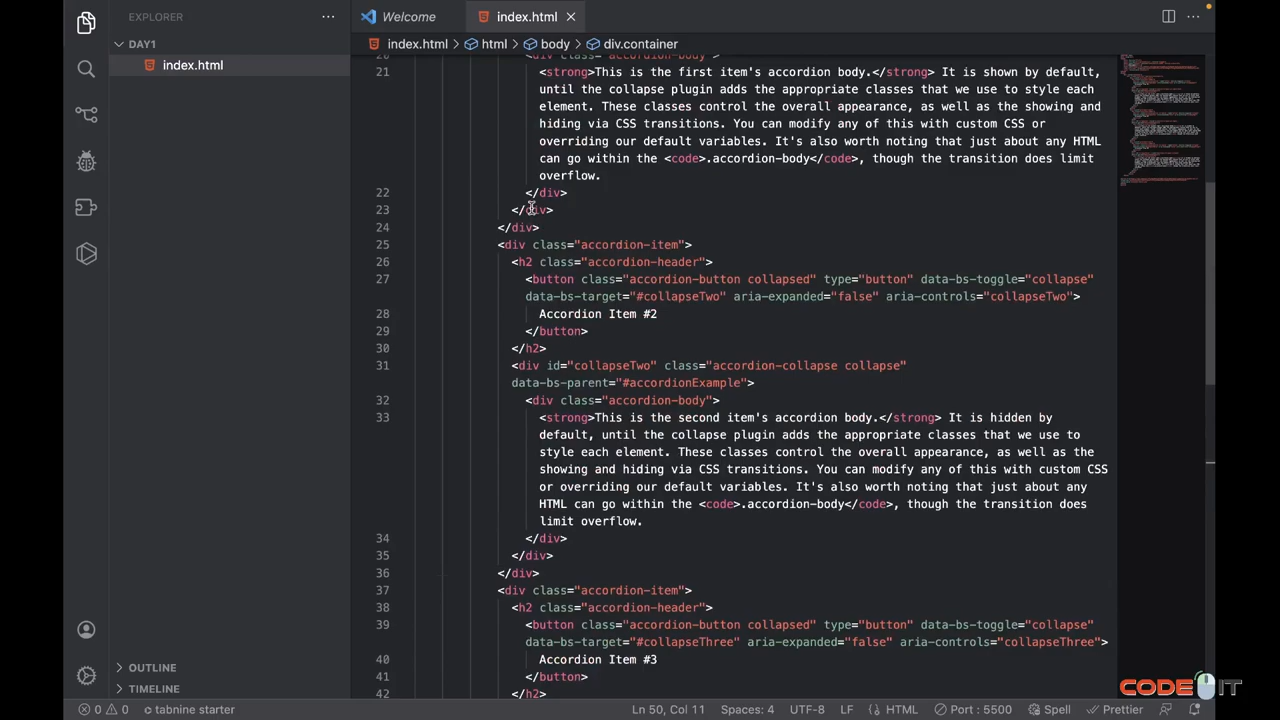 EXPLORER
DAY1
index.html
OUTLINE
TIMELINE
Welcome
index.html
index.html > html > body > div.container
20 <div class="accordion-body">
21 <strong>This is the first item's accordion body.</strong> It is shown by default,
until the collapse plugin adds the appropriate classes that we use to style each
element. These classes control the overall appearance, as well as the showing and
hiding via CSS transitions. You can modify any of this with custom CSS or
overriding our default variables. It's also worth noting that just about any HTML
can go within the <code>.accordion-body</code>, though the transition does limit
overflow.
22 </div>
23 </div>
24 </div>
25 <div class="accordion-item">
26 <h2 class="accordion-header">
27 <button class="accordion-button collapsed" type="button" data-bs-toggle="collapse"
data-bs-target="#collapseTwo" aria-expanded="false" aria-controls="collapseTwo">
28 Accordion Item #2
29 </button>
30 </h2>
31 <div id="collapseTwo" class="accordion-collapse collapse"
data-bs-parent="#accordionExample">
32 <div class="accordion-body">
33 <strong>This is the second item's accordion body.</strong> It is hidden by
default, until the collapse plugin adds the appropriate classes that we use to
style each element. These classes control the overall appearance, as well as the
showing and hiding via CSS transitions. You can modify any of this with custom CSS
or overriding our default variables. It's also worth noting that just about any
HTML can go within the <code>.accordion-body</code>, though the transition does
limit overflow.
34 </div>
35 </div>
36 </div>
37 <div class="accordion-item">
38 <h2 class="accordion-header">
39 <button class="accordion-button collapsed" type="button" data-bs-toggle="collapse"
data-bs-target="#collapseThree" aria-expanded="false" aria-controls="collapseThree">
40 Accordion Item #3
41 </button>
42 </h2>
CODE IT
0 0 tabnine starter Ln 50, Col 11 Spaces: 4 UTF-8 LF HTML Port : 5500 Spell Prettier